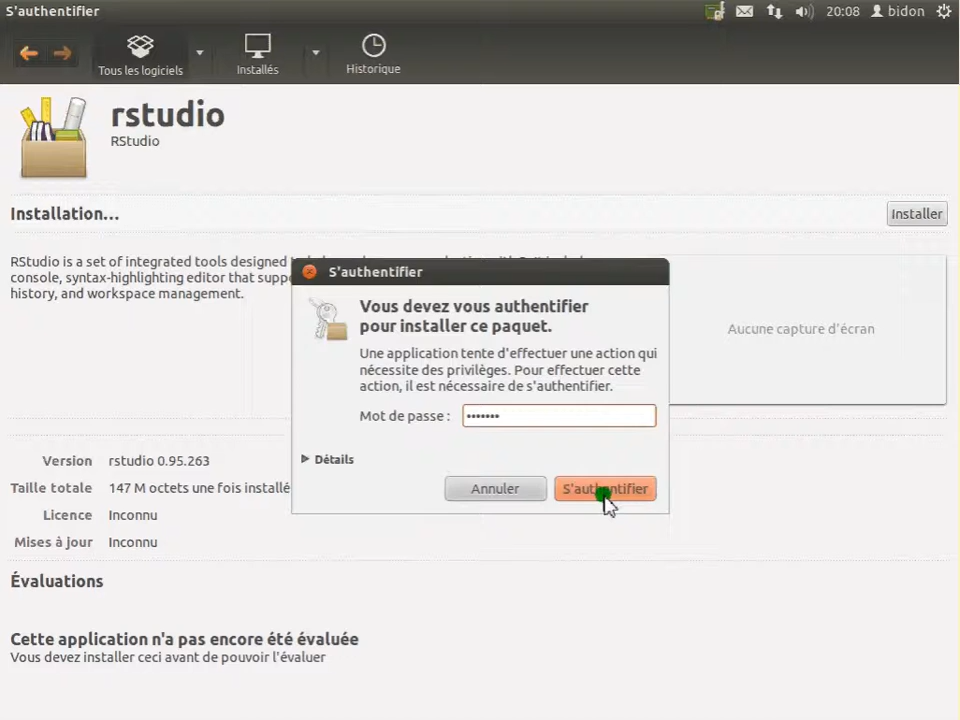 S'authentifier
20:08
bidon
Tous les logiciels
Installés
Historique
rstudio
RStudio
Installation...
Installer
RStudio is a set of integrated tools designed
console, syntax-highlighting editor that supp
history, and workspace management.
Aucune capture d'écran
S'authentifier
Vous devez vous authentifier
pour installer ce paquet.
Une application tente d'effectuer une action qui
nécessite des privilèges. Pour effectuer cette
action, il est nécessaire de s'authentifier.
Mot de passe : •••••••
Détails
Annuler
S'authentifier
Version rstudio 0.95.263
Taille totale 147 M octets une fois installé
Licence Inconnu
Mises à jour Inconnu
Évaluations
Cette application n'a pas encore été évaluée
Vous devez installer ceci avant de pouvoir l'évaluer